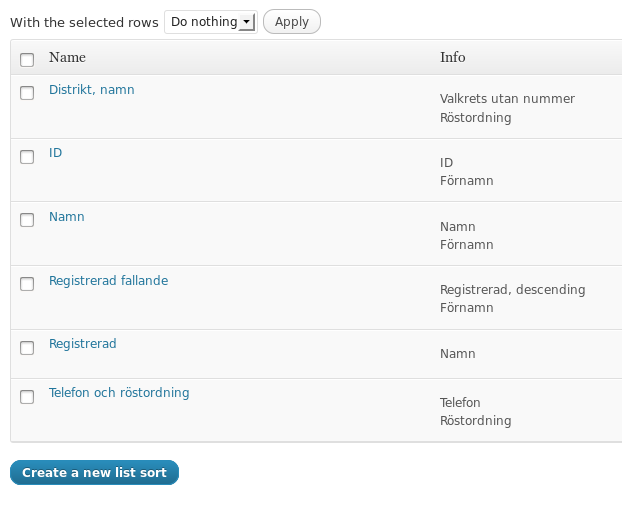 With the selected rows Do nothing Apply
Name Info
Distrikt, namn
Valkrets utan nummer
Röstordning
ID
ID
Förnamn
Namn
Namn
Förnamn
Registrerad fallande
Registrerad, descending
Förnamn
Registrerad
Namn
Telefon och röstordning
Telefon
Röstordning
Create a new list sort